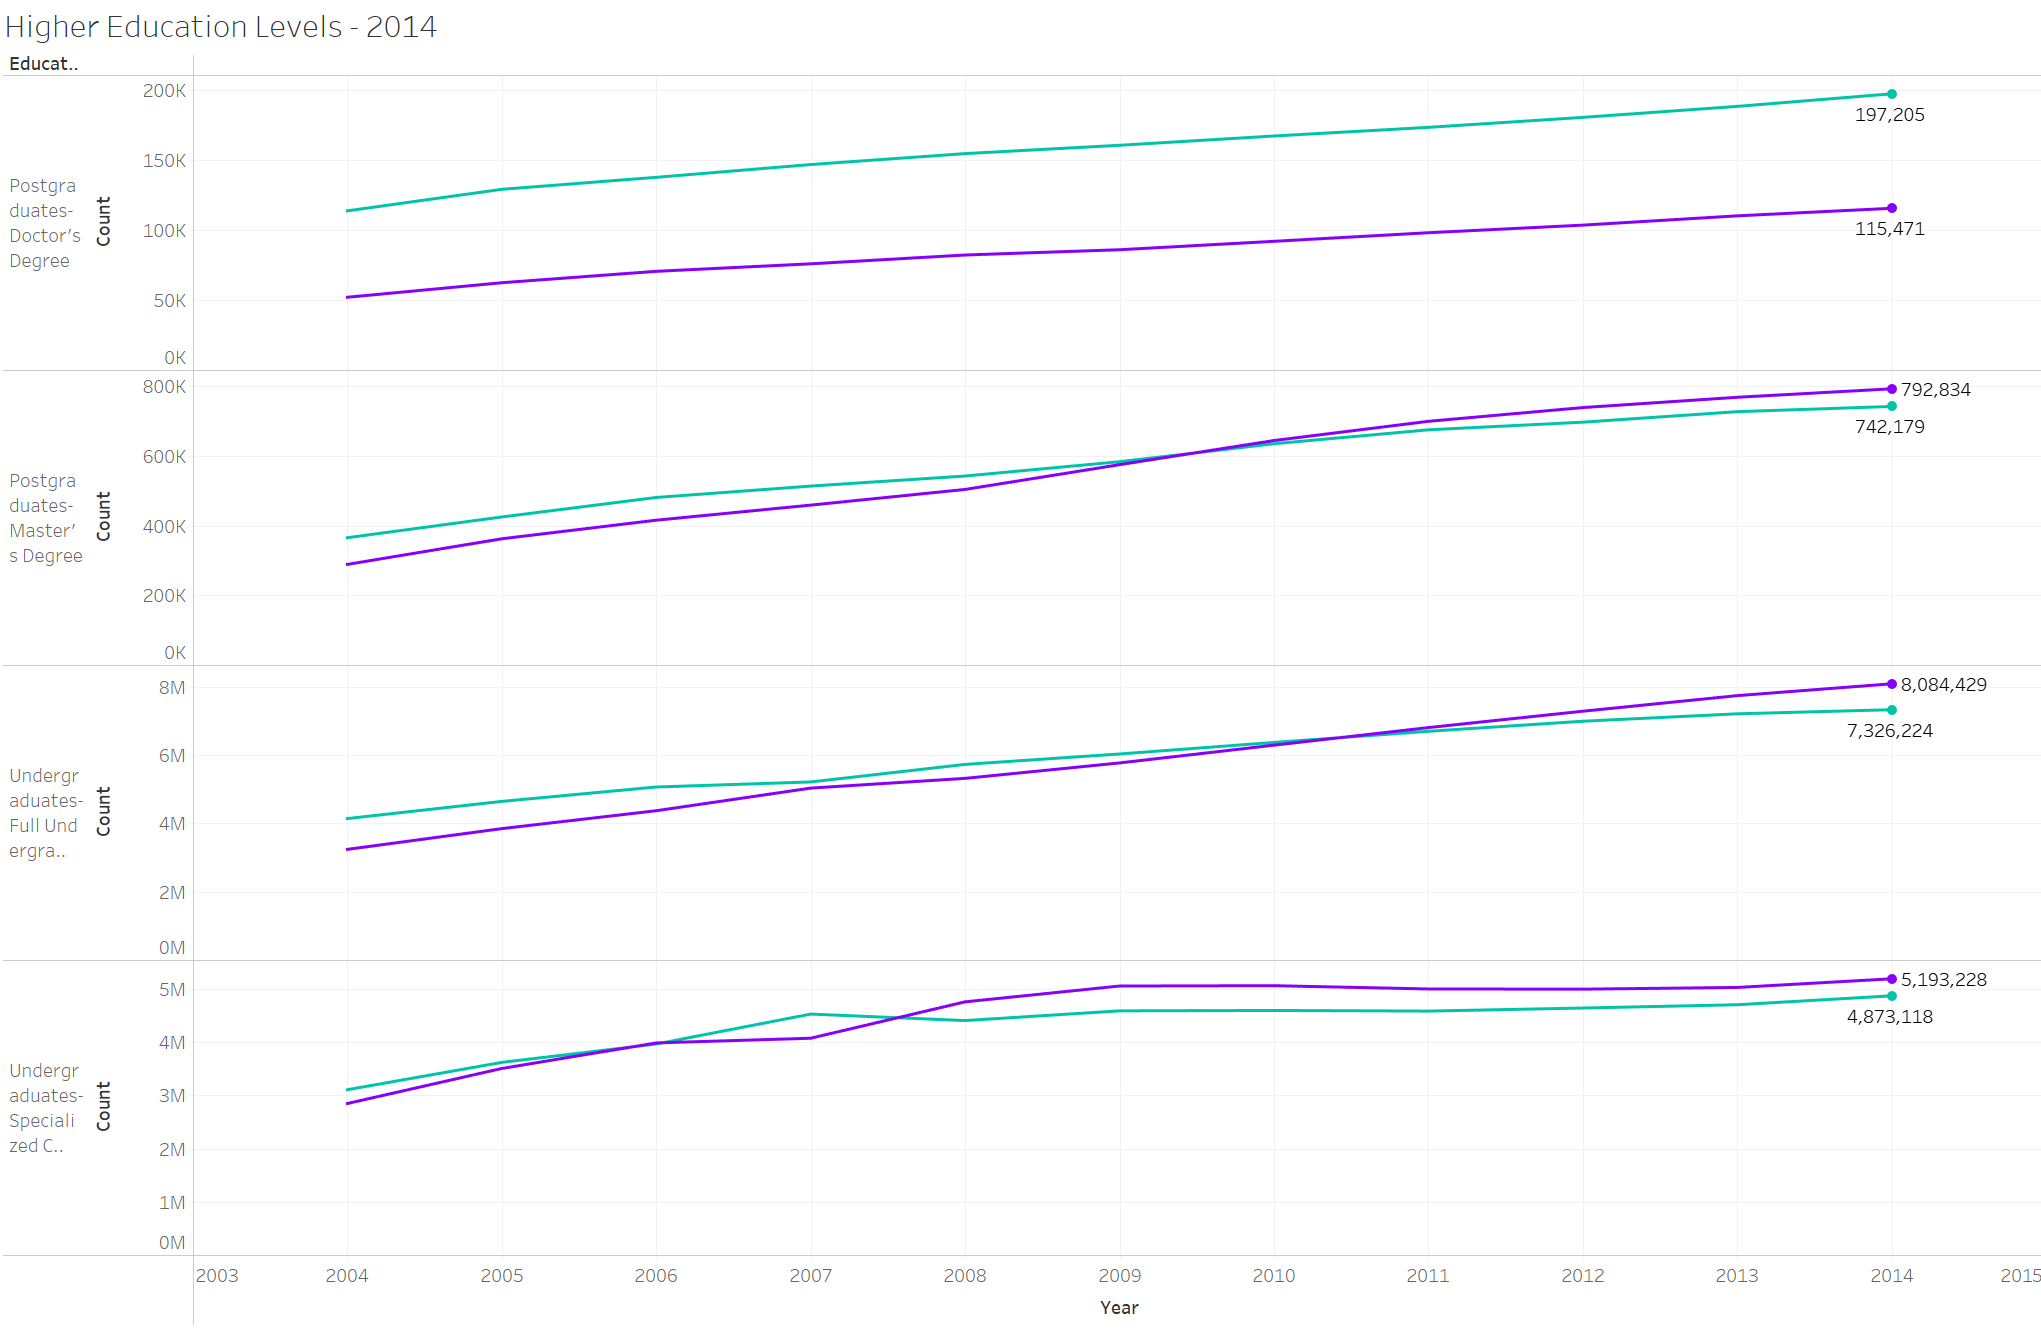 Higher Education Levels - 2014
Educat..
Postgra
duates-
Doctor's
Degree
Count
200K
150K
100K
50K
0K
197,205
115,471
Postgra
duates-
Master'
s Degree
Count
800K
600K
400K
200K
0K
792,834
742,179
Undergr
aduates-
Full Und
ergra..
Count
8M
6M
4M
2M
0M
8,084,429
7,326,224
Undergr
aduates-
Speciali
zed C..
Count
5M
4M
3M
2M
1M
0M
5,193,228
4,873,118
2003 2004 2005 2006 2007 2008 2009 2010 2011 2012 2013 2014 2015
Year